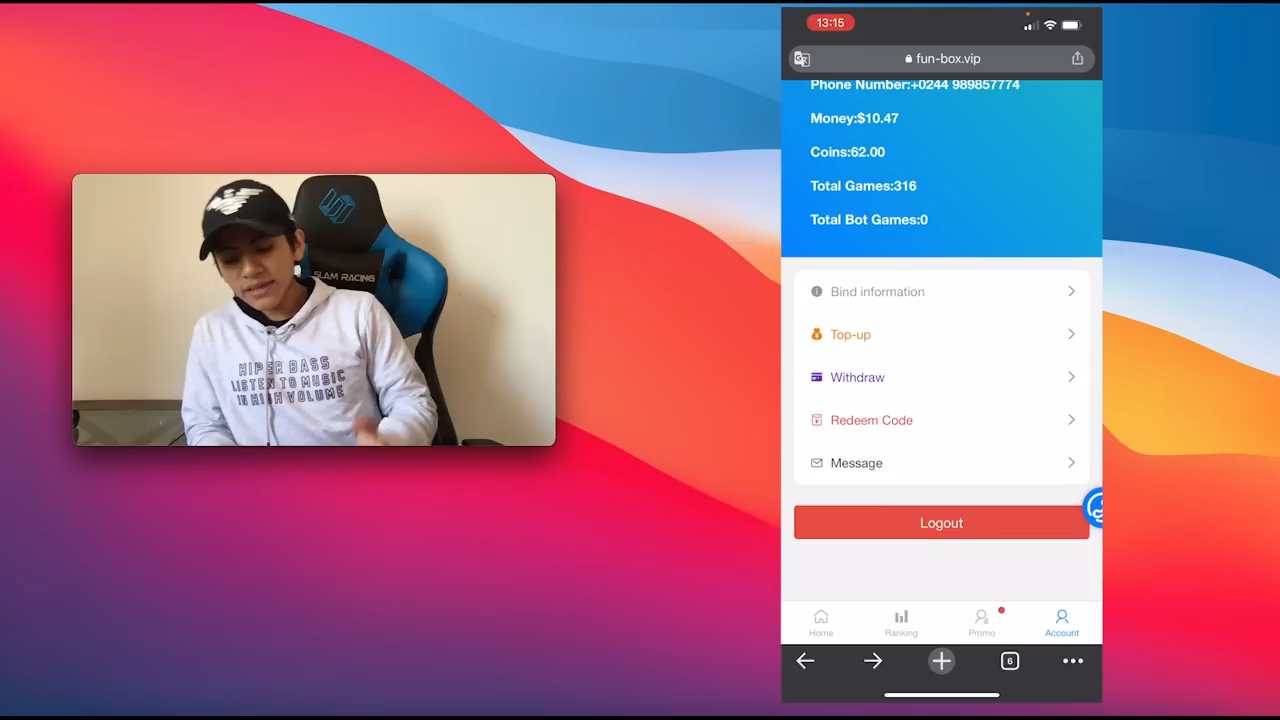 SLAM RACING
HIPER BASS
LISTEN TO MUSIC
IN HIGH VOLUME
13:15
fun-box.vip
Phone Number:+0244 989857774
Money:$10.47
Coins:62.00
Total Games:316
Total Bot Games:0
Bind information
Top-up
Withdraw
Redeem Code
Message
Logout
Home
Ranking
Promo
Account
6